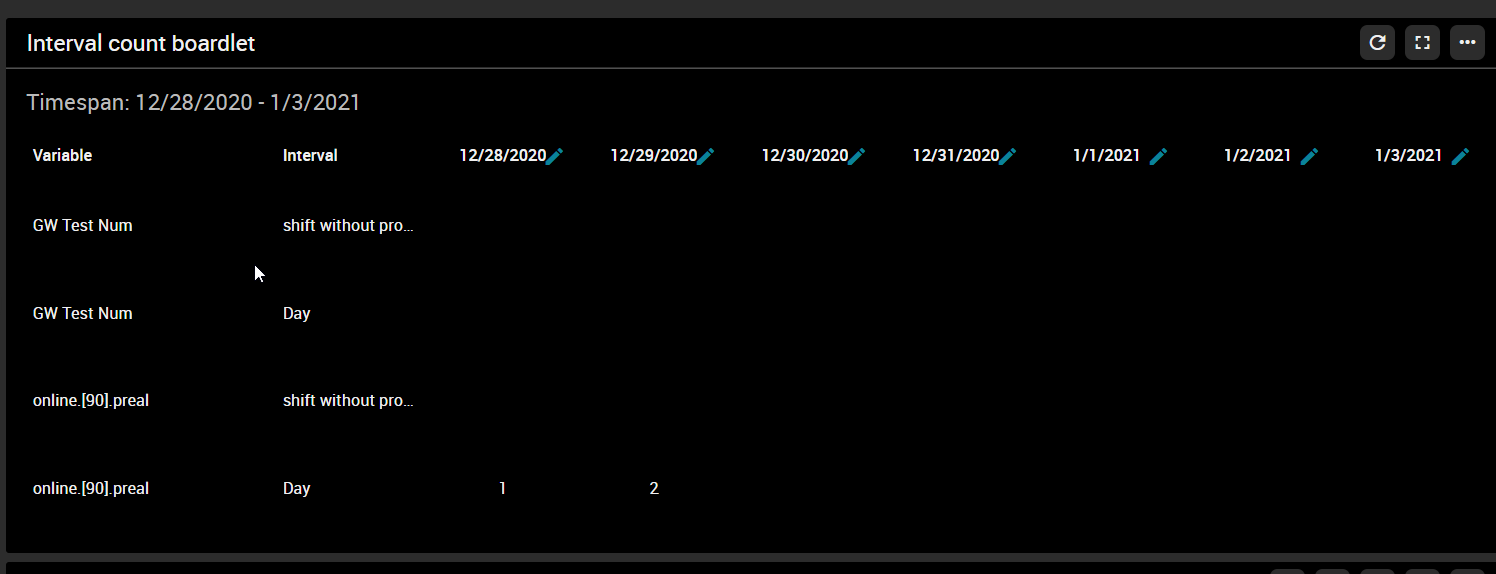 Interval count boardlet
Timespan: 12/28/2020 - 1/3/2021
Variable Interval 12/28/2020 12/29/2020 12/30/2020 12/31/2020 1/1/2021 1/2/2021 1/3/2021
GW Test Num shift without pro...
GW Test Num Day
online.[90].preal shift without pro...
online.[90].preal Day 1 2